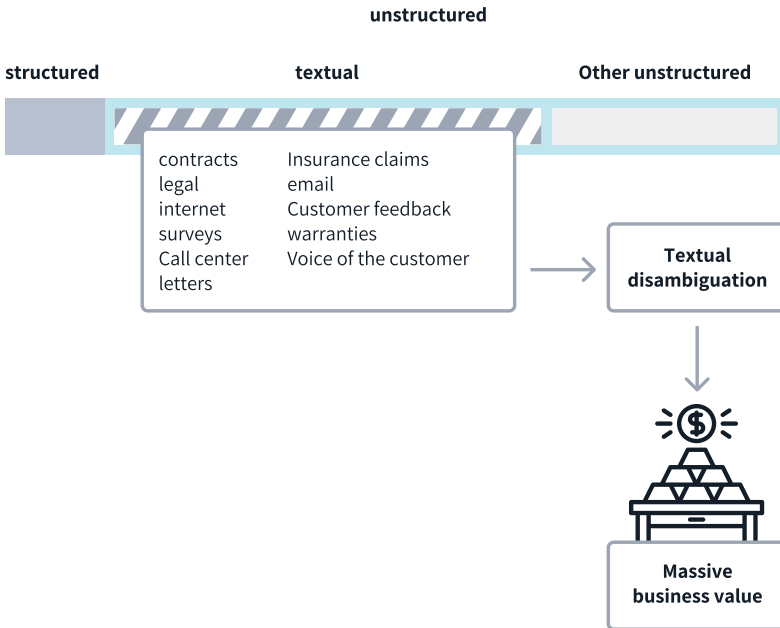 unstructured
structured
textual
Other unstructured
contracts
legal
internet
surveys
Call center
letters
Insurance claims
email
Customer feedback
warranties
Voice of the customer
Textual
disambiguation
$
Massive
business value